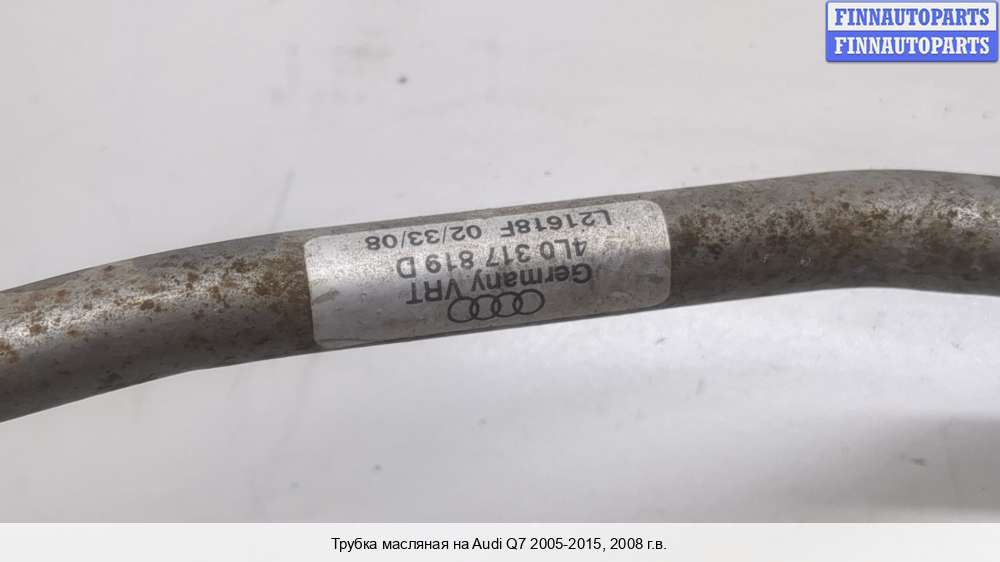 FINNAUTOPARTS
FINNAUTOPARTS
Germany VRT
4L0 317 819 D
L21618F 02/33/08
Трубка масляная на Audi Q7 2005-2015, 2008 г.в.